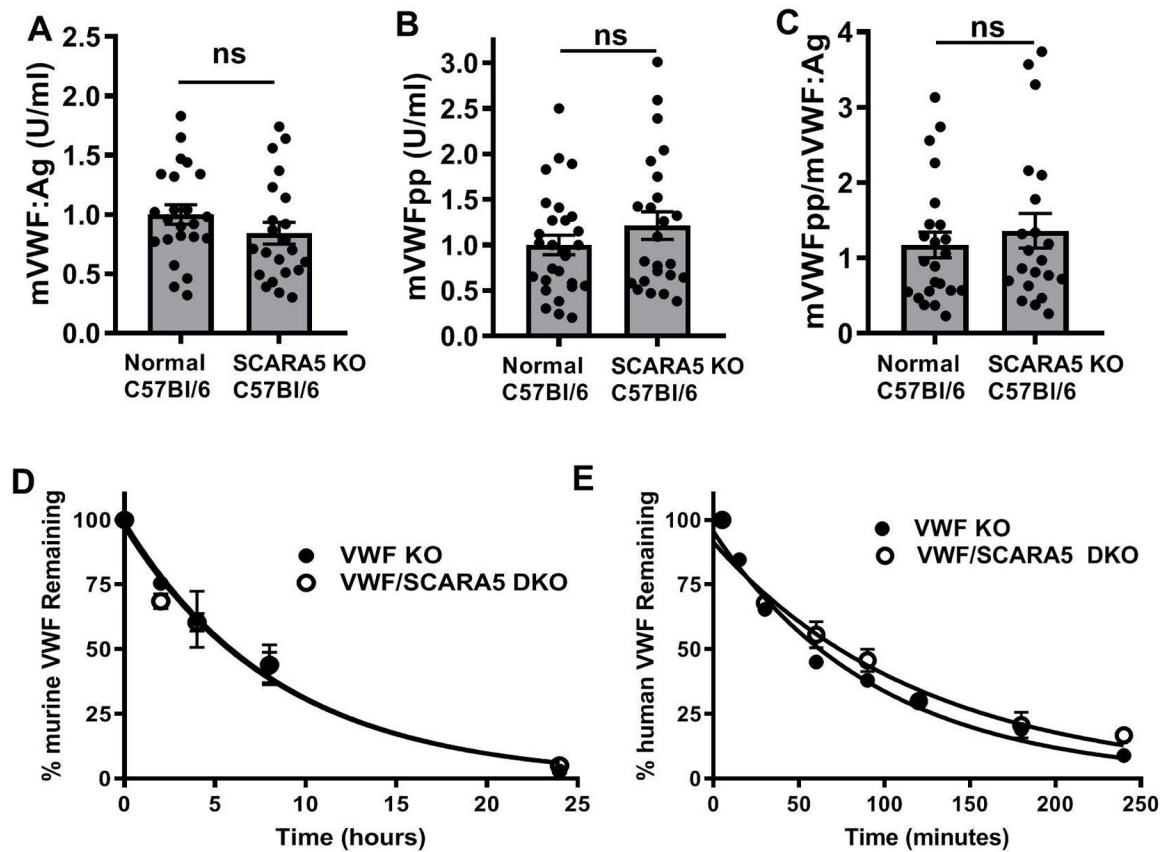 A
mVWF:Ag (U/ml)
2.5
2.0
1.5
1.0
0.5
0.0
ns
Normal
C57Bl/6
SCARA5 KO
C57Bl/6
B
mVWFpp (U/ml)
3.0
2.5
2.0
1.5
1.0
0.5
0.0
ns
Normal
C57Bl/6
SCARA5 KO
C57Bl/6
C
mVWFpp/mVWF:Ag
4
3
2
1
0
ns
Normal
C57Bl/6
SCARA5 KO
C57Bl/6
D
% murine VWF Remaining
100
75
50
25
0
VWF KO
VWF/SCARA5 DKO
0 5 10 15 20 25
Time (hours)
E
% human VWF Remaining
100
75
50
25
0
VWF KO
VWF/SCARA5 DKO
0 50 100 150 200 250
Time (minutes)